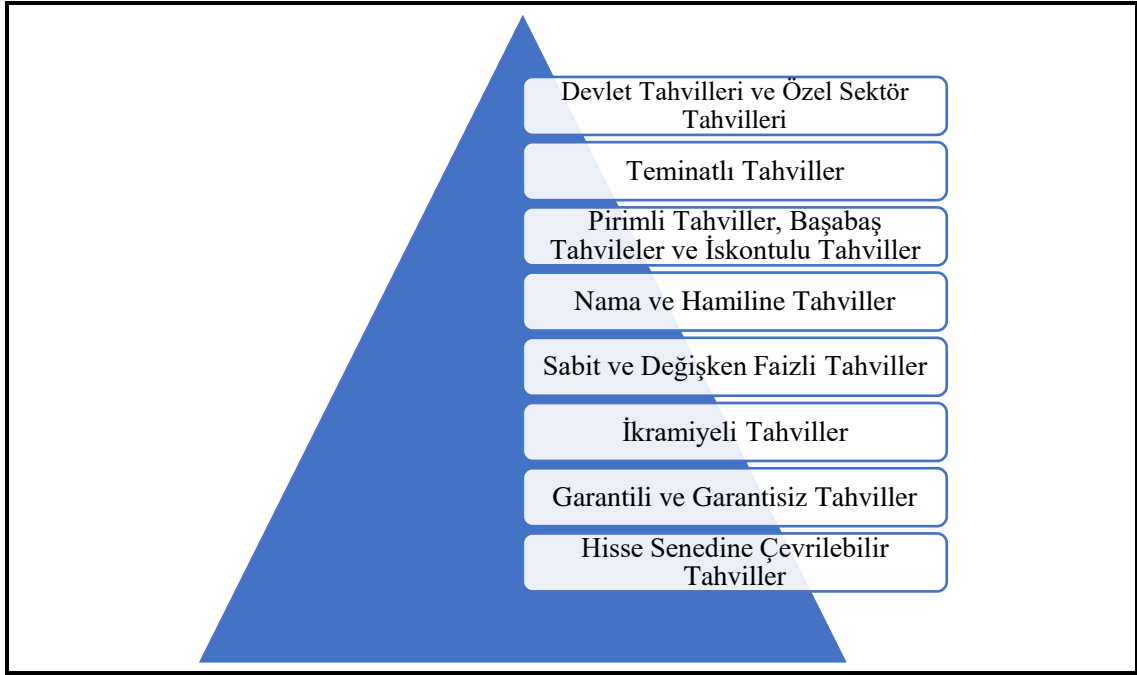 Devlet Tahvilleri ve Özel Sektör
Tahvilleri
Teminatlı Tahviller
Pirimli Tahviller, Başabaş
Tahvileler ve İskontulu Tahviller
Nama ve Hamiline Tahviller
Sabit ve Değişken Faizli Tahviller
İkramiyeli Tahviller
Garantili ve Garantisiz Tahviller
Hisse Senedine Çevrilebilir
Tahviller